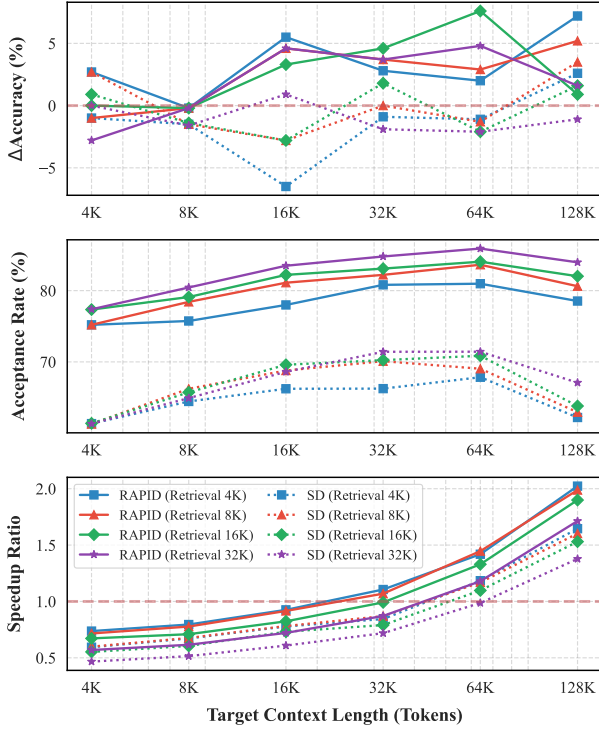 ΔAccuracy (%)
5
0
−5
4K 8K 16K 32K 64K 128K
Acceptance Rate (%)
80
70
4K 8K 16K 32K 64K 128K
Speedup Ratio
2.0
1.5
1.0
0.5
RAPID (Retrieval 4K) SD (Retrieval 4K)
RAPID (Retrieval 8K) SD (Retrieval 8K)
RAPID (Retrieval 16K) SD (Retrieval 16K)
RAPID (Retrieval 32K) SD (Retrieval 32K)
4K 8K 16K 32K 64K 128K
Target Context Length (Tokens)